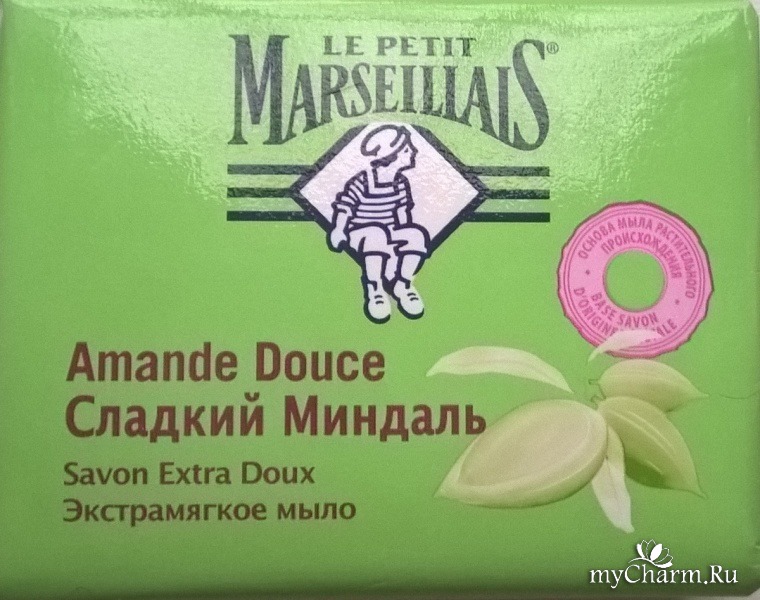 LE PETIT
MARSEILLAIS®
ОСНОВА МЫЛА РАСТИТЕЛЬНОГО
ПРОИСХОЖДЕНИЯ
BASE SAVON
D'ORIGINE
Amande Douce
Сладкий Миндаль
Savon Extra Doux
Экстрамягкое мыло
myCharm.Ru